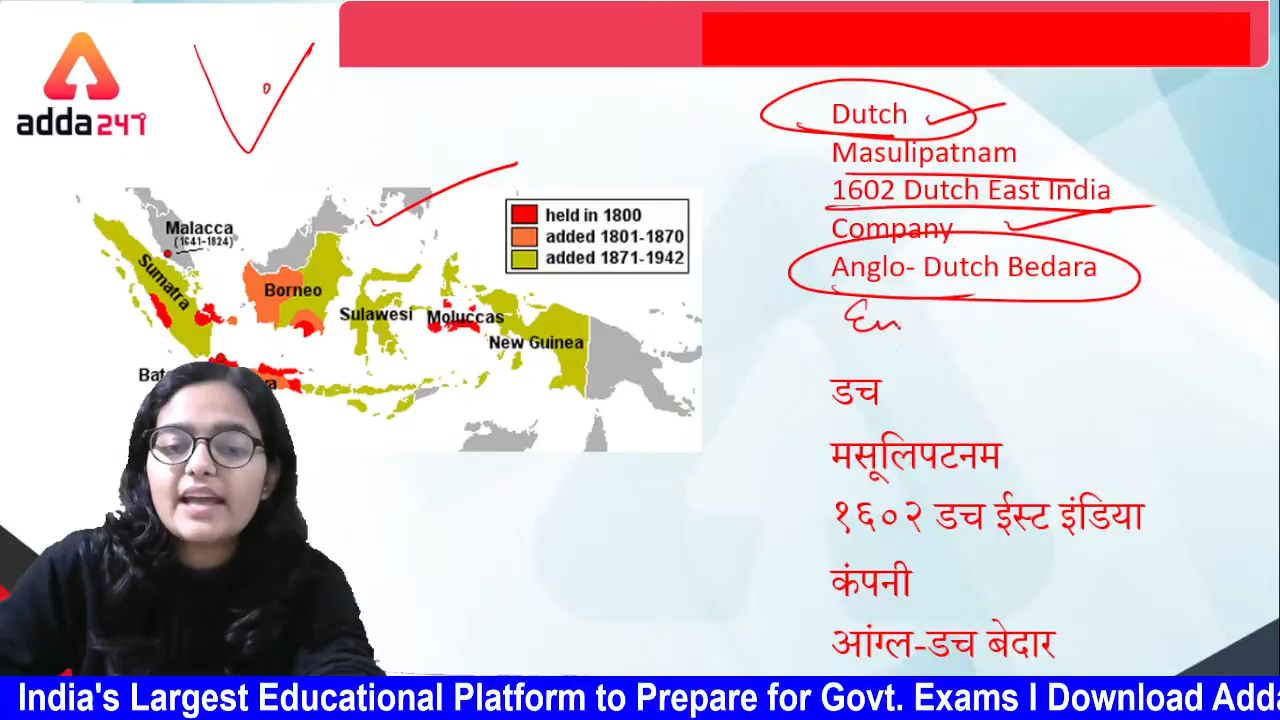 adda247
Dutch
Masulipatnam
1602 Dutch East India
Company
Anglo- Dutch Bedara
En
held in 1800
added 1801-1870
added 1871-1942
Malacca
(1641-1824)
Sumatra
Borneo
Sulawesi
Moluccas
New Guinea
डच
मसूलिपटनम
१६०२ डच ईस्ट इंडिया
कंपनी
आंग्ल-डच बेदार
India's Largest Educational Platform to Prepare for Govt. Exams I Download Adda